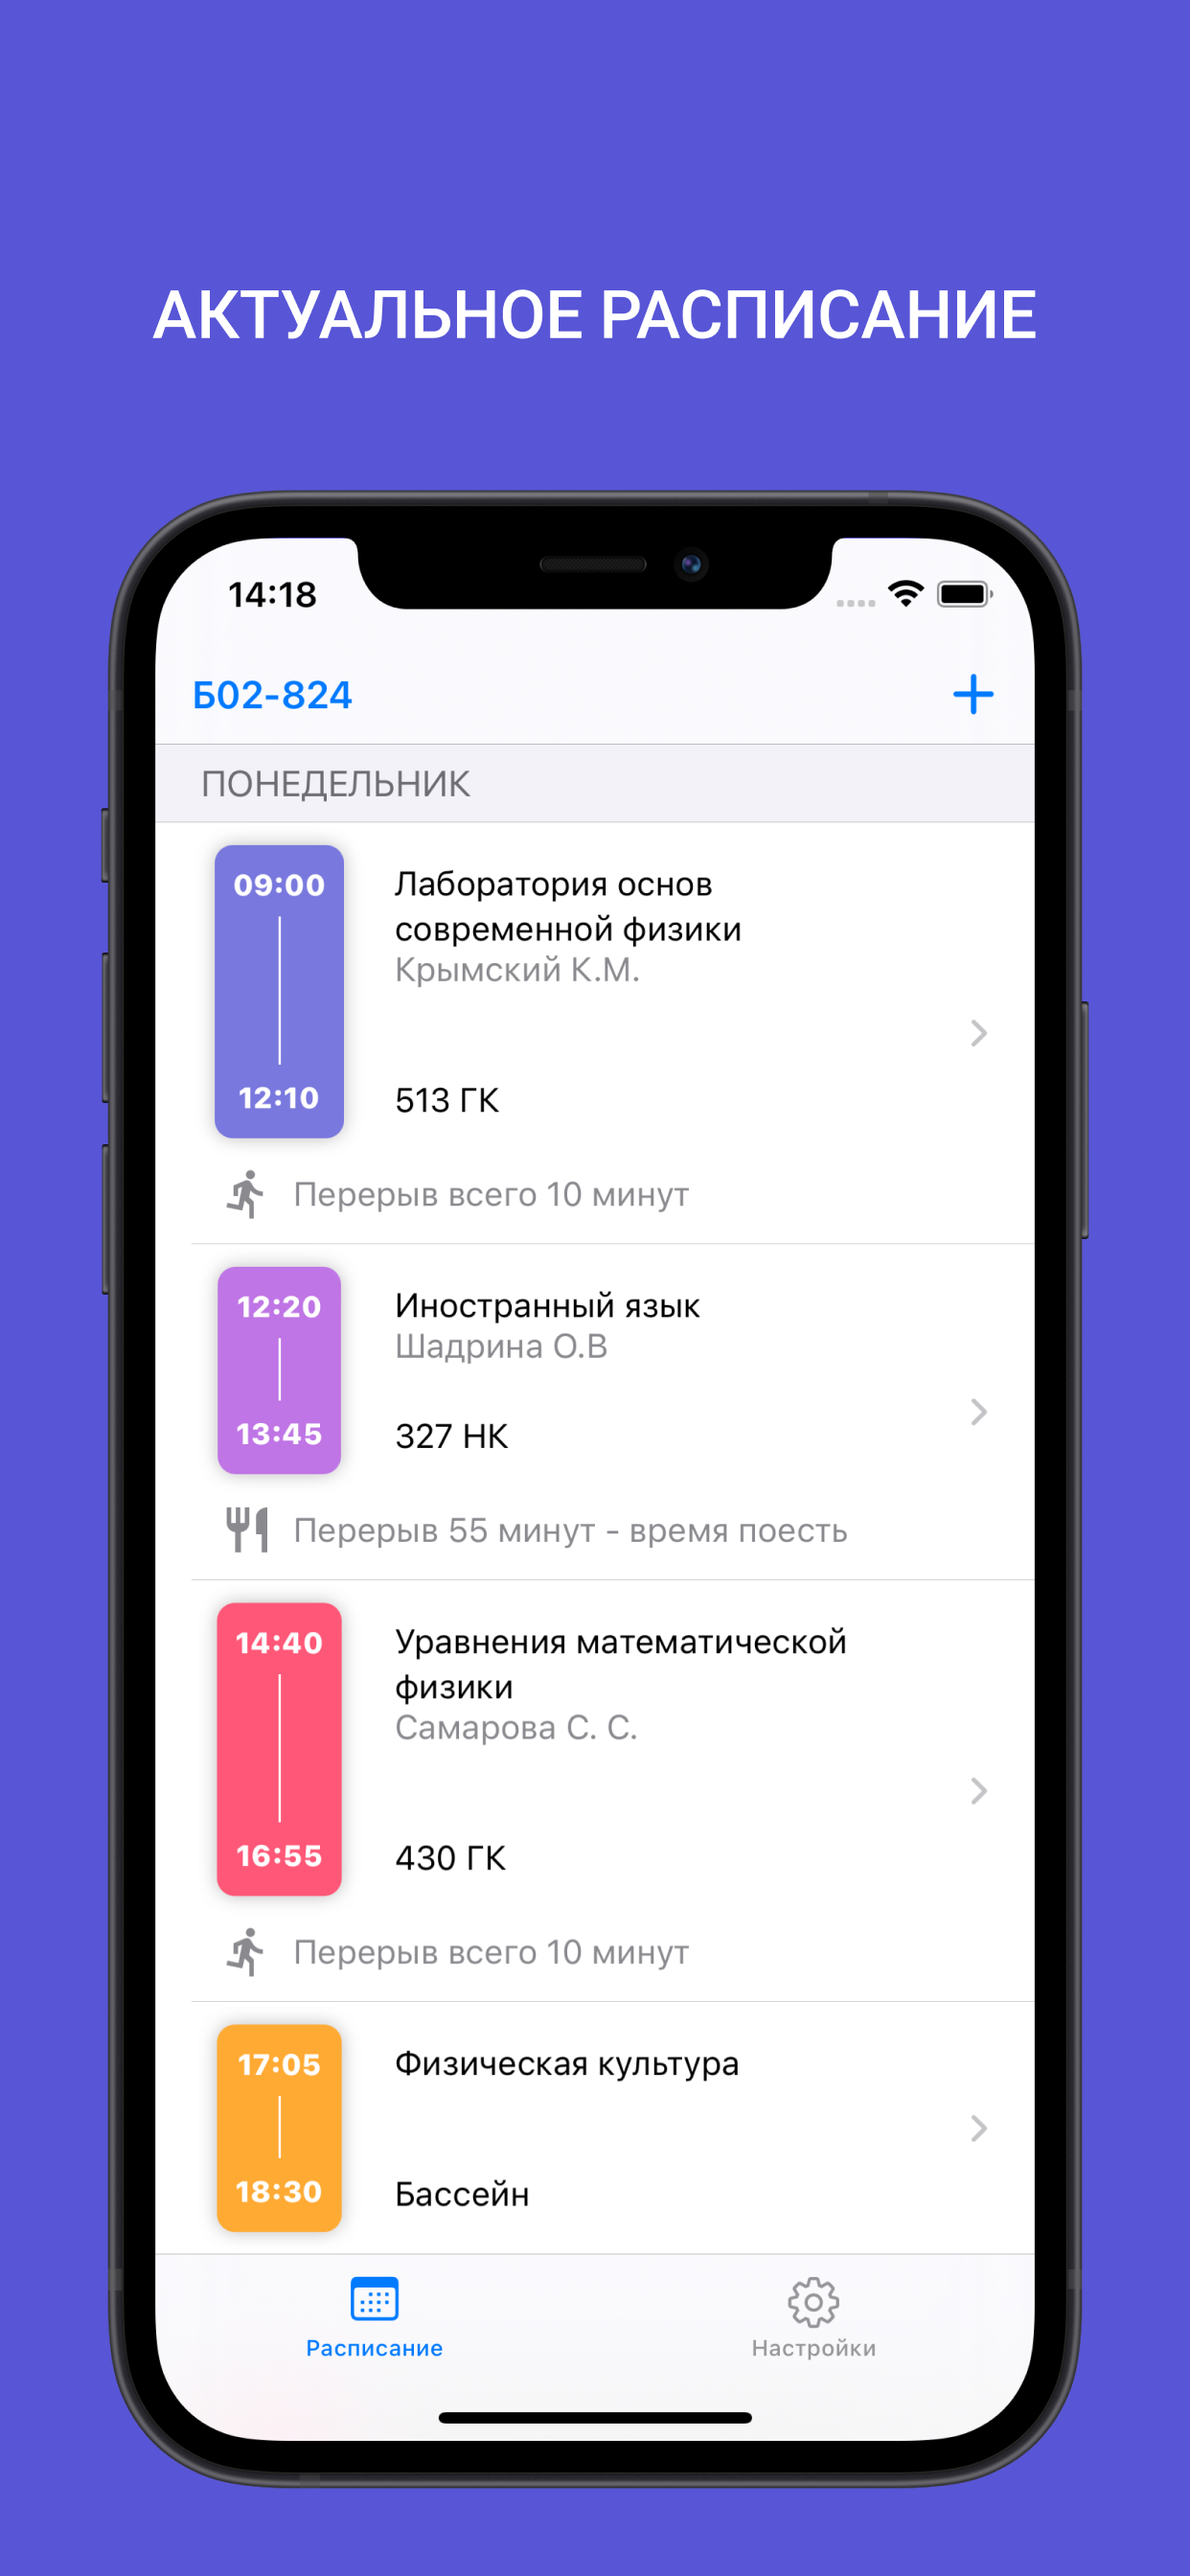 АКТУАЛЬНОЕ РАСПИСАНИЕ
14:18
Б02-824
ПОНЕДЕЛЬНИК
09:00
12:10
Лаборатория основ
современной физики
Крымский К.М.
513 ГК
Перерыв всего 10 минут
12:20
13:45
Иностранный язык
Шадрина О.В
327 НК
Перерыв 55 минут - время поесть
14:40
16:55
Уравнения математической
физики
Самарова С. С.
430 ГК
Перерыв всего 10 минут
17:05
18:30
Физическая культура
Бассейн
Расписание
Настройки